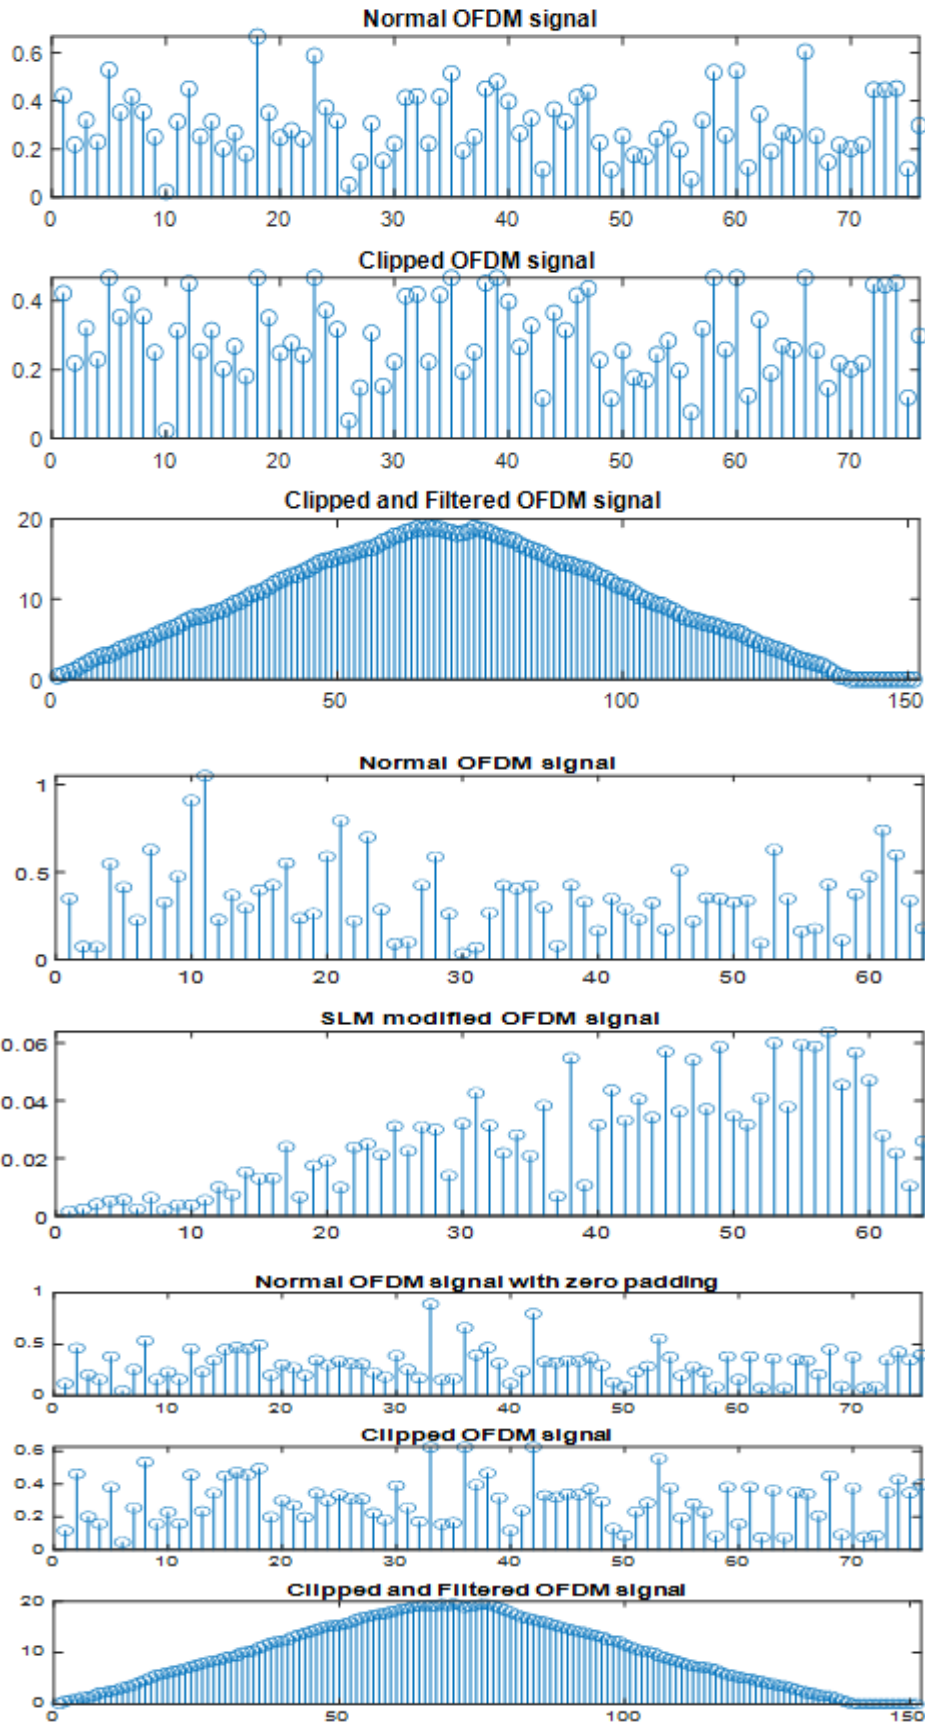 Normal OFDM signal
0.6
0.4
0.2
0
0 10 20 30 40 50 60 70
Clipped OFDM signal
0.4
0.2
0
0 10 20 30 40 50 60 70
Clipped and Filtered OFDM signal
20
10
0
0 50 100 150
Normal OFDM signal
1
0.5
0
0 10 20 30 40 50 60
SLM modified OFDM signal
0.06
0.04
0.02
0
0 10 20 30 40 50 60
Normal OFDM signal with zero padding
1
0.5
0
0 10 20 30 40 50 60 70
Clipped OFDM signal
0.6
0.4
0.2
0
0 10 20 30 40 50 60 70
Clipped and Filtered OFDM signal
20
10
0
0 50 100 150